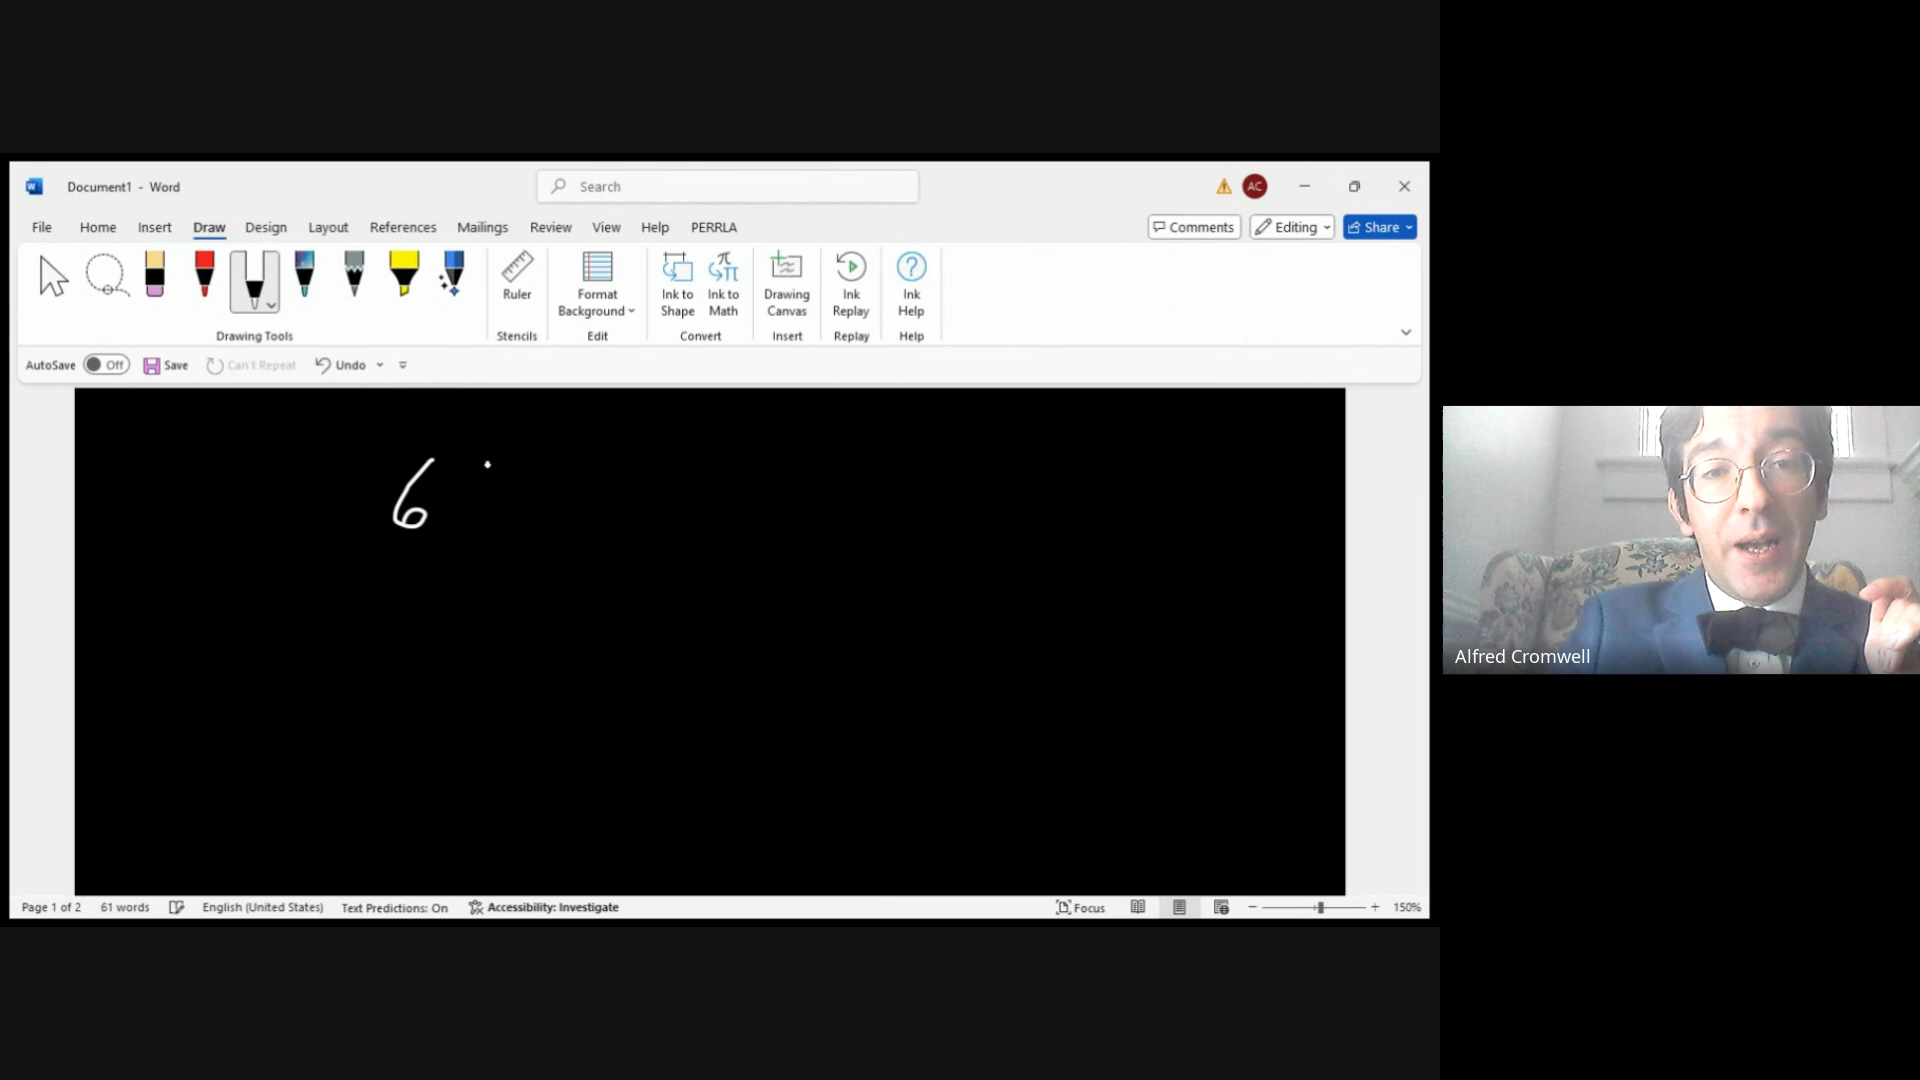 Document1 - Word
Search
AC
File Home Insert Draw Design Layout References Mailings Review View Help PERRLA
Comments Editing Share
Ruler
Format Background
Ink to Shape
Ink to Math
Drawing Canvas
Ink Replay
Ink Help
Drawing Tools Stencils Edit Convert Insert Replay Help
AutoSave Off Save Can't Repeat Undo
6
Alfred Cromwell
Page 1 of 2 61 words English (United States) Text Predictions: On Accessibility: Investigate Focus 150%